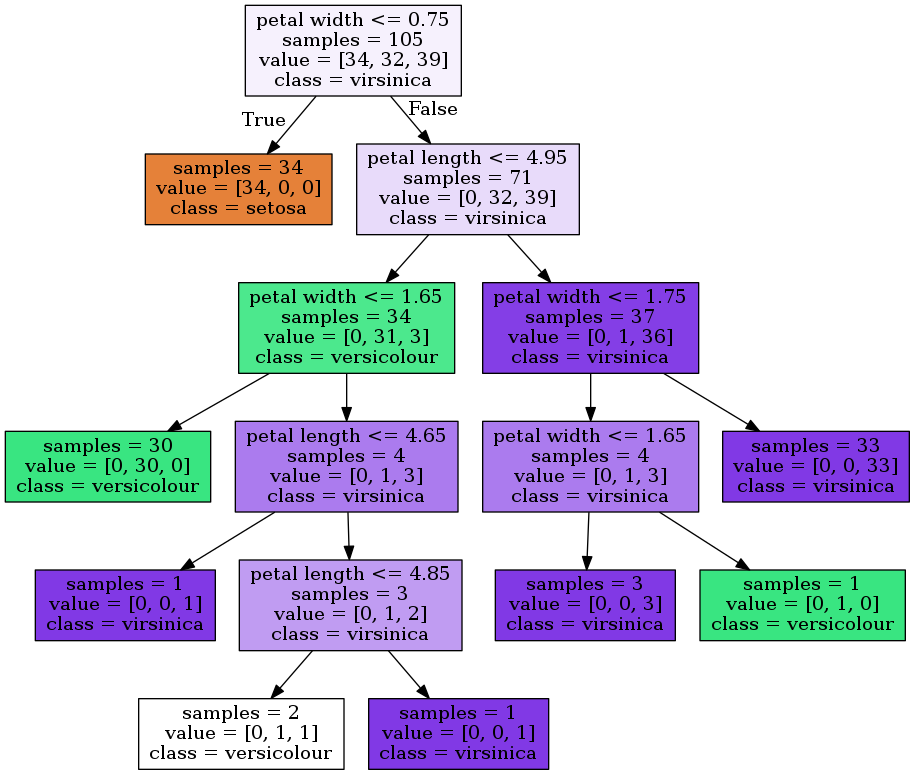 petal width <= 0.75
samples = 105
value = [34, 32, 39]
class = virsinica
True
False
samples = 34
value = [34, 0, 0]
class = setosa
petal length <= 4.95
samples = 71
value = [0, 32, 39]
class = virsinica
petal width <= 1.65
samples = 34
value = [0, 31, 3]
class = versicolour
petal width <= 1.75
samples = 37
value = [0, 1, 36]
class = virsinica
samples = 30
value = [0, 30, 0]
class = versicolour
petal length <= 4.65
samples = 4
value = [0, 1, 3]
class = virsinica
petal width <= 1.65
samples = 4
value = [0, 1, 3]
class = virsinica
samples = 33
value = [0, 0, 33]
class = virsinica
samples = 1
value = [0, 0, 1]
class = virsinica
petal length <= 4.85
samples = 3
value = [0, 1, 2]
class = virsinica
samples = 3
value = [0, 0, 3]
class = virsinica
samples = 1
value = [0, 1, 0]
class = versicolour
samples = 2
value = [0, 1, 1]
class = versicolour
samples = 1
value = [0, 0, 1]
class = virsinica